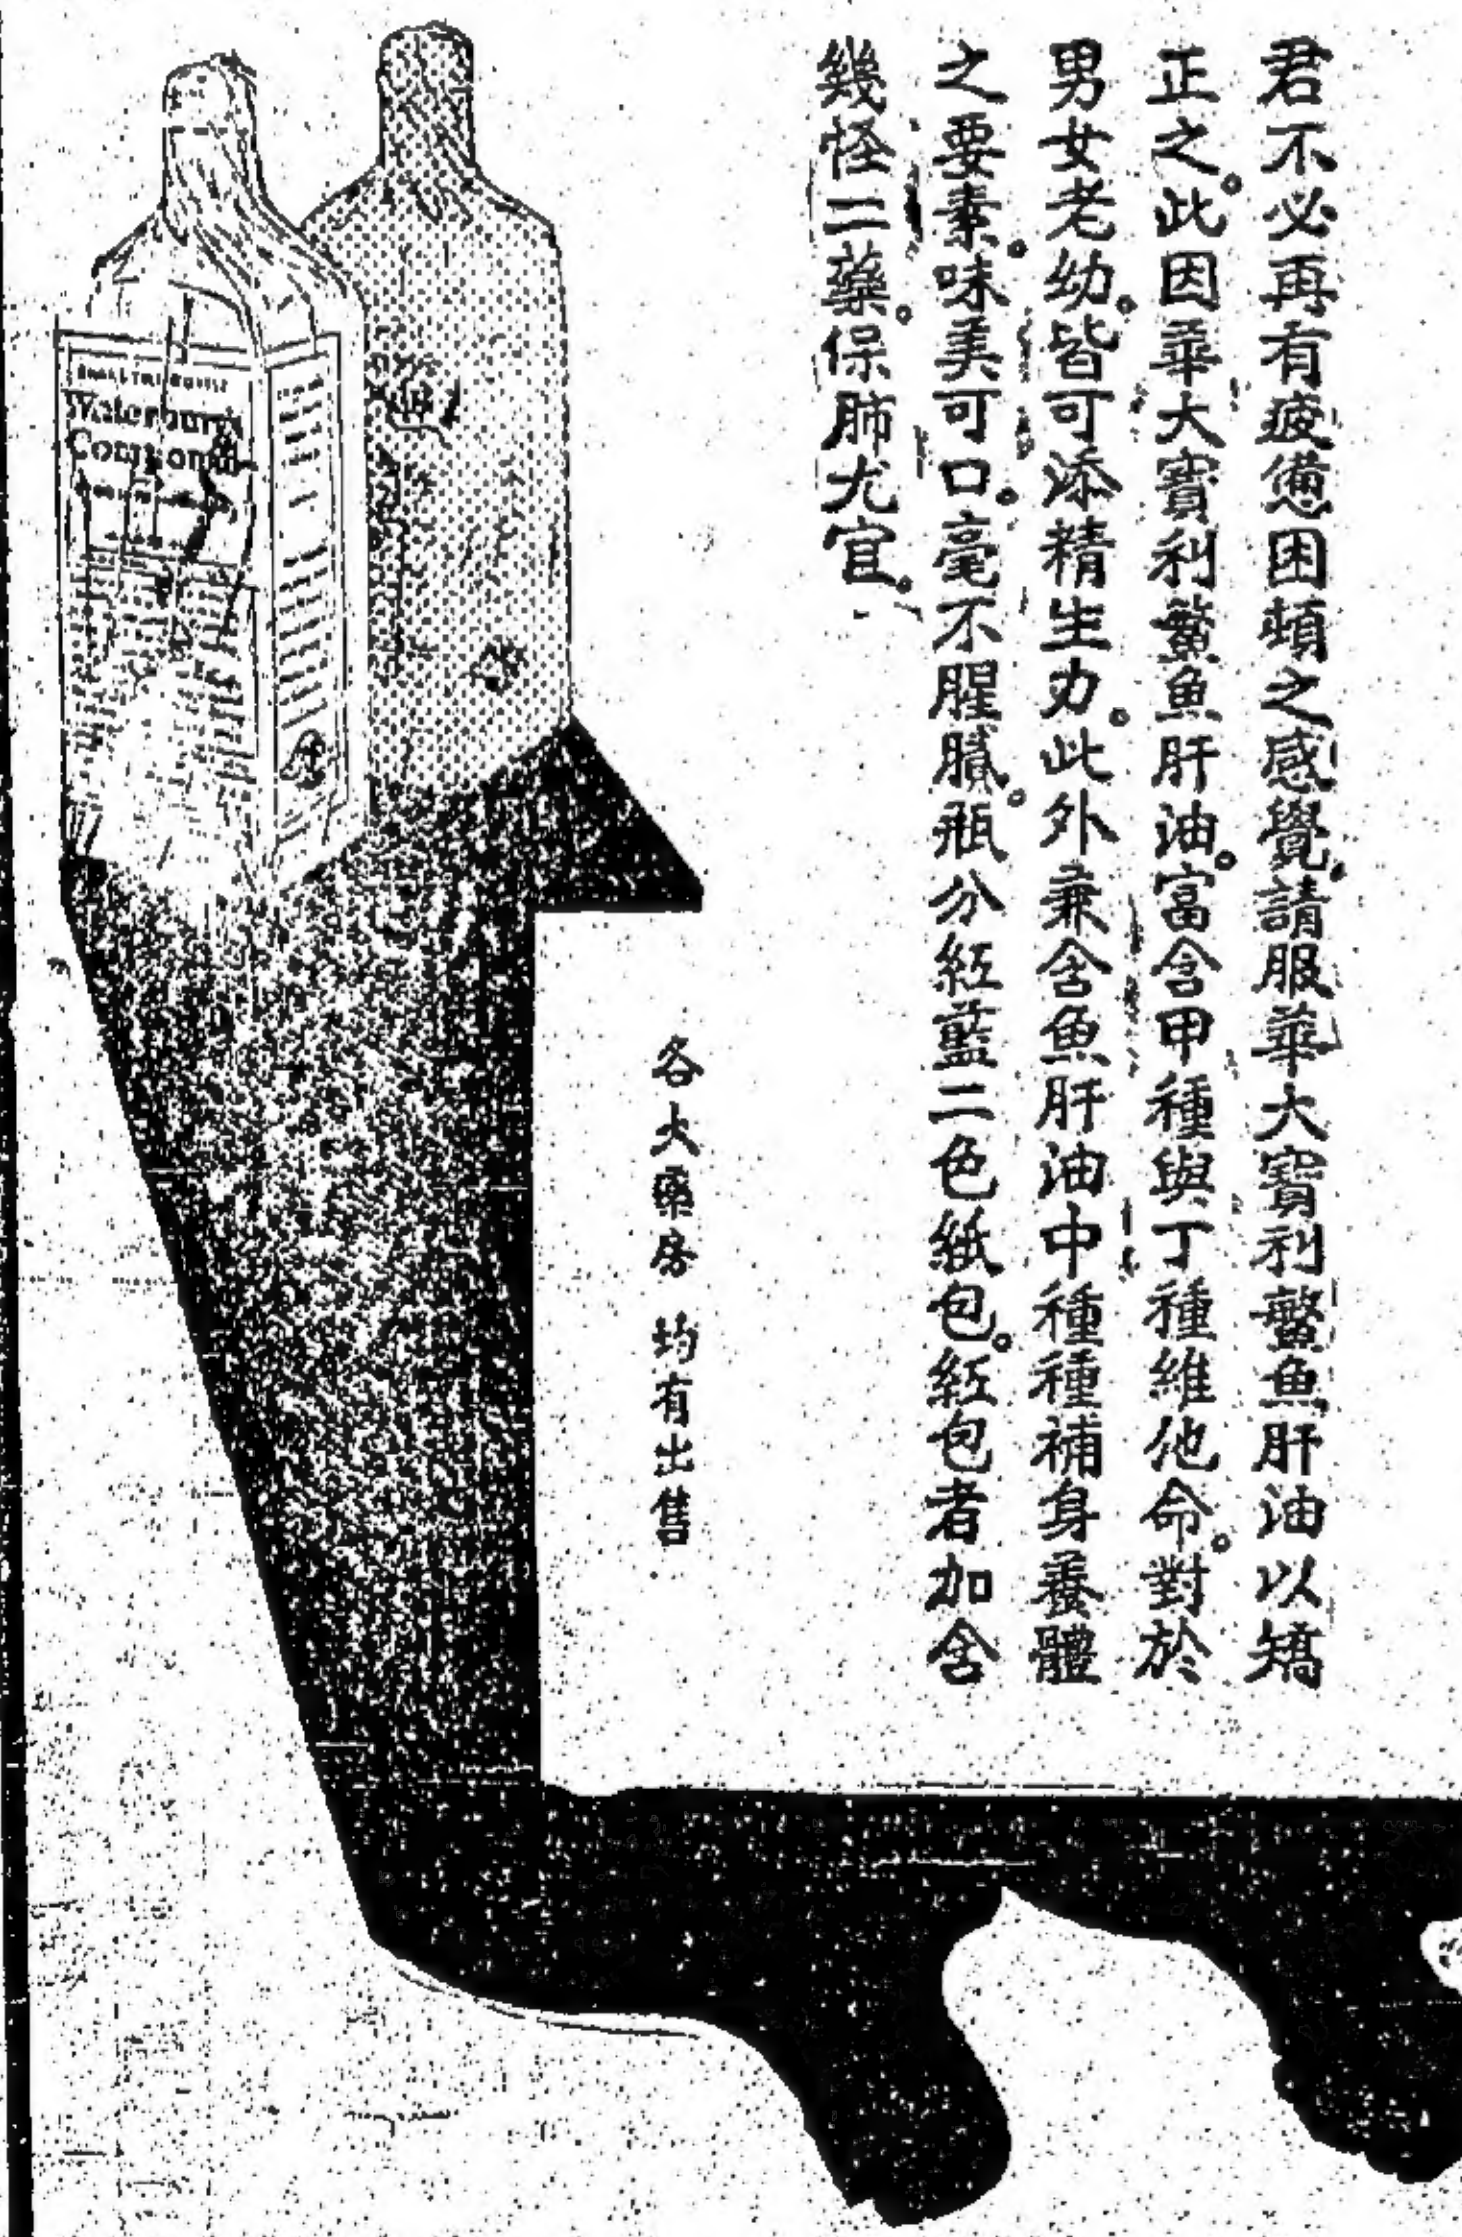 君不必再有疲憊困頓之感覺。請服華大寶利鰵魚肝油以矯
正之。此因華大寶利鰵魚肝油。富含甲種與丁種維他命。對於
男女老幼。皆可添精生力。此外兼含魚肝油中種種補身養體
之要素。味美可口。毫不腥膩。瓶分紅藍二色紙包。紅包者加含
幾怪二藥。保肺尤宜。
各大藥房 均有出售
Waterbury's
Compound